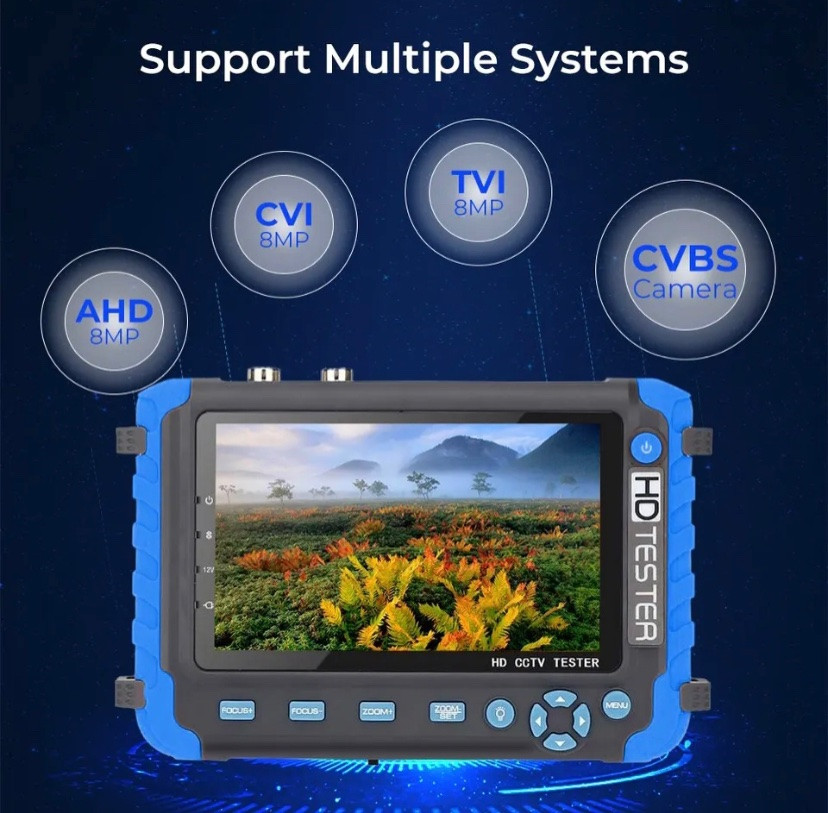 Support Multiple Systems
TVI
8MP
CVI
8MP
CVBS
Camera
AHD
8MP
12V
HD TESTER
HD CCTV TESTER
FOCUS+
FOCUS-
ZOOM+
ZOOM-
SET
MENU